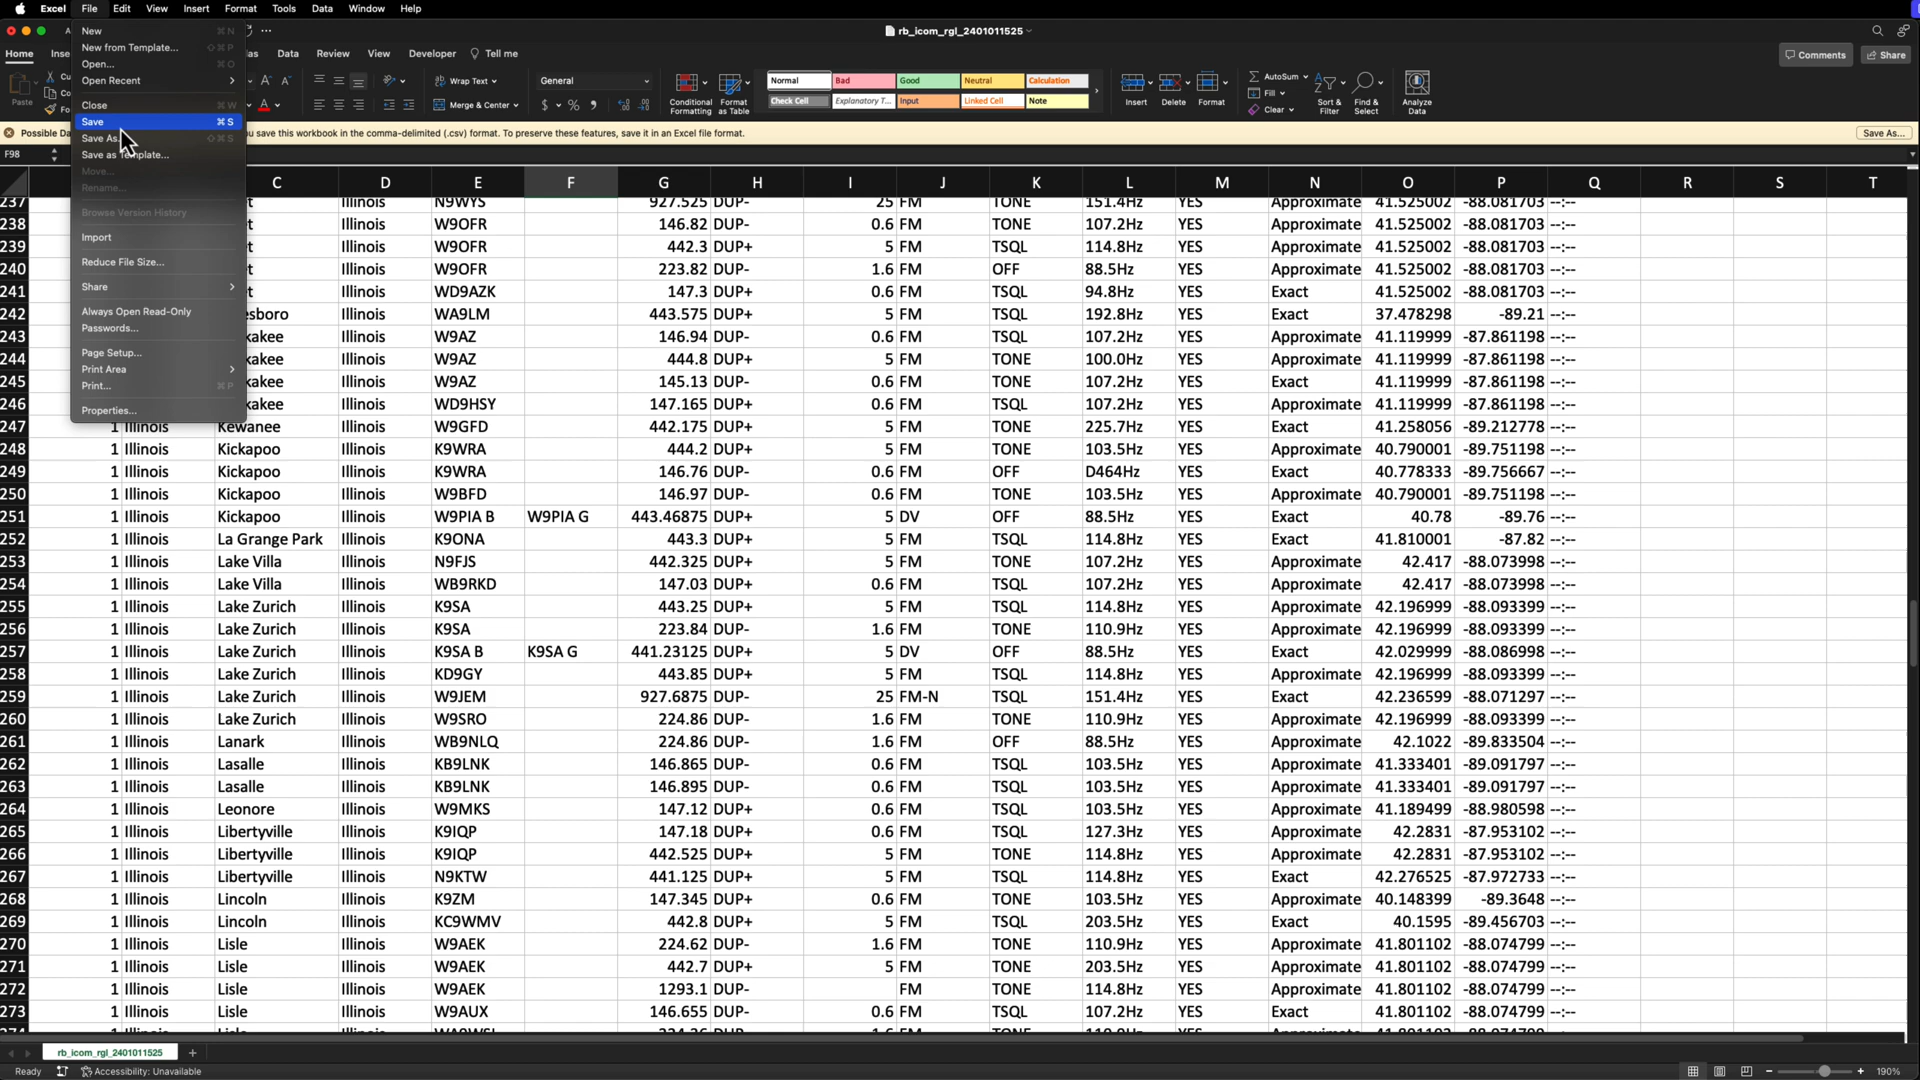 Excel File Edit View Insert Format Tools Data Window Help
rb_icom_rgl_2401011525
Home Inse as Data Review View Developer Tell me Comments Share
Paste Cu Co Fo Wrap Text Merge & Center General $ % Conditional Formatting Format as Table Normal Bad Good Neutral Calculation Check Cell Explanatory T... Input Linked Cell Note Insert Delete Format AutoSum Fill Clear Sort & Filter Find & Select Analyze Data
Possible Da u save this workbook in the comma-delimited (.csv) format. To preserve these features, save it in an Excel file format. Save As...
F98
New ⌘N
New from Template... ⇧⌘P
Open... ⌘O
Open Recent
Close ⌘W
Save ⌘S
Save As... ⇧⌘S
Save as Template...
Move...
Rename...
Browse Version History
Import
Reduce File Size...
Share
Always Open Read-Only
Passwords...
Page Setup...
Print Area
Print... ⌘P
Properties...
C D E F G H I J K L M N O P Q R S T
237 et Illinois N9WYS 927.525 DUP- 25 FM TONE 151.4Hz YES Approximate 41.525002 -88.081703 --:--
238 et Illinois W9OFR 146.82 DUP- 0.6 FM TONE 107.2Hz YES Approximate 41.525002 -88.081703 --:--
239 et Illinois W9OFR 442.3 DUP+ 5 FM TSQL 114.8Hz YES Approximate 41.525002 -88.081703 --:--
240 et Illinois W9OFR 223.82 DUP- 1.6 FM OFF 88.5Hz YES Approximate 41.525002 -88.081703 --:--
241 et Illinois WD9AZK 147.3 DUP+ 0.6 FM TSQL 94.8Hz YES Exact 41.525002 -88.081703 --:--
242 esboro Illinois WA9LM 443.575 DUP+ 5 FM TSQL 192.8Hz YES Exact 37.478298 -89.21 --:--
243 kakee Illinois W9AZ 146.94 DUP- 0.6 FM TSQL 107.2Hz YES Approximate 41.119999 -87.861198 --:--
244 kakee Illinois W9AZ 444.8 DUP+ 5 FM TONE 100.0Hz YES Approximate 41.119999 -87.861198 --:--
245 kakee Illinois W9AZ 145.13 DUP- 0.6 FM TONE 107.2Hz YES Exact 41.119999 -87.861198 --:--
246 kakee Illinois WD9HSY 147.165 DUP+ 0.6 FM TSQL 107.2Hz YES Approximate 41.119999 -87.861198 --:--
247 1 Illinois Kewanee Illinois W9GFD 442.175 DUP+ 5 FM TONE 225.7Hz YES Exact 41.258056 -89.212778 --:--
248 1 Illinois Kickapoo Illinois K9WRA 444.2 DUP+ 5 FM TONE 103.5Hz YES Approximate 40.790001 -89.751198 --:--
249 1 Illinois Kickapoo Illinois K9WRA 146.76 DUP- 0.6 FM OFF D464Hz YES Exact 40.778333 -89.756667 --:--
250 1 Illinois Kickapoo Illinois W9BFD 146.97 DUP- 0.6 FM TONE 103.5Hz YES Approximate 40.790001 -89.751198 --:--
251 1 Illinois Kickapoo Illinois W9PIA B W9PIA G 443.46875 DUP+ 5 DV OFF 88.5Hz YES Exact 40.78 -89.76 --:--
252 1 Illinois La Grange Park Illinois K9ONA 443.3 DUP+ 5 FM TSQL 114.8Hz YES Exact 41.810001 -87.82 --:--
253 1 Illinois Lake Villa Illinois N9FJS 442.325 DUP+ 5 FM TONE 107.2Hz YES Approximate 42.417 -88.073998 --:--
254 1 Illinois Lake Villa Illinois WB9RKD 147.03 DUP+ 0.6 FM TSQL 107.2Hz YES Approximate 42.417 -88.073998 --:--
255 1 Illinois Lake Zurich Illinois K9SA 443.25 DUP+ 5 FM TSQL 114.8Hz YES Approximate 42.196999 -88.093399 --:--
256 1 Illinois Lake Zurich Illinois K9SA 223.84 DUP- 1.6 FM TONE 110.9Hz YES Approximate 42.196999 -88.093399 --:--
257 1 Illinois Lake Zurich Illinois K9SA B K9SA G 441.23125 DUP+ 5 DV OFF 88.5Hz YES Exact 42.029999 -88.086998 --:--
258 1 Illinois Lake Zurich Illinois KD9GY 443.85 DUP+ 5 FM TSQL 114.8Hz YES Approximate 42.196999 -88.093399 --:--
259 1 Illinois Lake Zurich Illinois W9JEM 927.6875 DUP- 25 FM-N TSQL 151.4Hz YES Exact 42.236599 -88.071297 --:--
260 1 Illinois Lake Zurich Illinois W9SRO 224.86 DUP- 1.6 FM TONE 110.9Hz YES Approximate 42.196999 -88.093399 --:--
261 1 Illinois Lanark Illinois WB9NLQ 224.86 DUP- 1.6 FM OFF 88.5Hz YES Approximate 42.1022 -89.833504 --:--
262 1 Illinois Lasalle Illinois KB9LNK 146.865 DUP- 0.6 FM TSQL 103.5Hz YES Approximate 41.333401 -89.091797 --:--
263 1 Illinois Lasalle Illinois KB9LNK 146.895 DUP- 0.6 FM TSQL 103.5Hz YES Approximate 41.333401 -89.091797 --:--
264 1 Illinois Leonore Illinois W9MKS 147.12 DUP+ 0.6 FM TSQL 103.5Hz YES Approximate 41.189499 -88.980598 --:--
265 1 Illinois Libertyville Illinois K9IQP 147.18 DUP+ 0.6 FM TSQL 127.3Hz YES Approximate 42.2831 -87.953102 --:--
266 1 Illinois Libertyville Illinois K9IQP 442.525 DUP+ 5 FM TONE 114.8Hz YES Approximate 42.2831 -87.953102 --:--
267 1 Illinois Libertyville Illinois N9KTW 441.125 DUP+ 5 FM TSQL 114.8Hz YES Exact 42.276525 -87.972733 --:--
268 1 Illinois Lincoln Illinois K9ZM 147.345 DUP+ 0.6 FM TONE 103.5Hz YES Approximate 40.148399 -89.3648 --:--
269 1 Illinois Lincoln Illinois KC9WMV 442.8 DUP+ 5 FM TSQL 203.5Hz YES Exact 40.1595 -89.456703 --:--
270 1 Illinois Lisle Illinois W9AEK 224.62 DUP- 1.6 FM TONE 110.9Hz YES Approximate 41.801102 -88.074799 --:--
271 1 Illinois Lisle Illinois W9AEK 442.7 DUP+ 5 FM TONE 203.5Hz YES Approximate 41.801102 -88.074799 --:--
272 1 Illinois Lisle Illinois W9AEK 1293.1 DUP- FM TONE 114.8Hz YES Approximate 41.801102 -88.074799 --:--
273 1 Illinois Lisle Illinois W9AUX 146.655 DUP- 0.6 FM TSQL 107.2Hz YES Exact 41.801102 -88.074799 --:--
rb_icom_rgl_2401011525 +
Ready Accessibility: Unavailable 190%